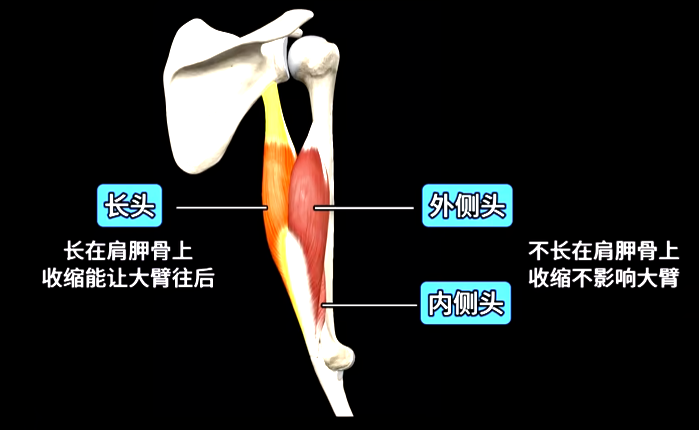 长头
长在肩胛骨上
收缩能让大臂往后
外侧头
内侧头
不长在肩胛骨上
收缩不影响大臂